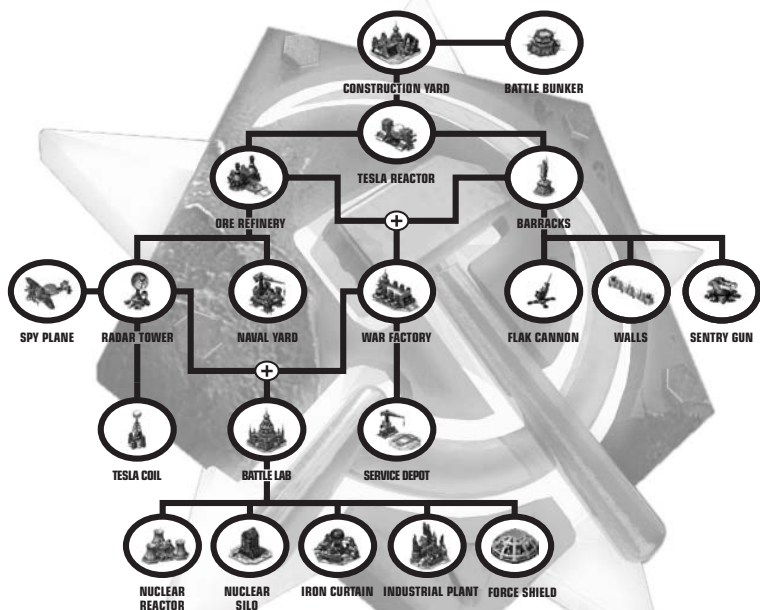 CONSTRUCTION YARD
BATTLE BUNKER
TESLA REACTOR
ORE REFINERY
+
BARRACKS
SPY PLANE
RADAR TOWER
NAVAL YARD
WAR FACTORY
FLAK CANNON
WALLS
SENTRY GUN
+
TESLA COIL
BATTLE LAB
SERVICE DEPOT
NUCLEAR
REACTOR
NUCLEAR
SILO
IRON CURTAIN
INDUSTRIAL PLANT
FORCE SHIELD